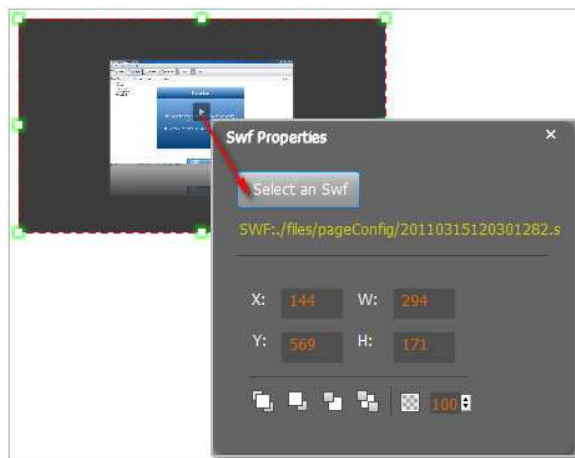 Swf Properties
Select an Swf
SWF:./files/pageConfig/20110315120301282.s
X: 144 W: 294
Y: 569 H: 171
100